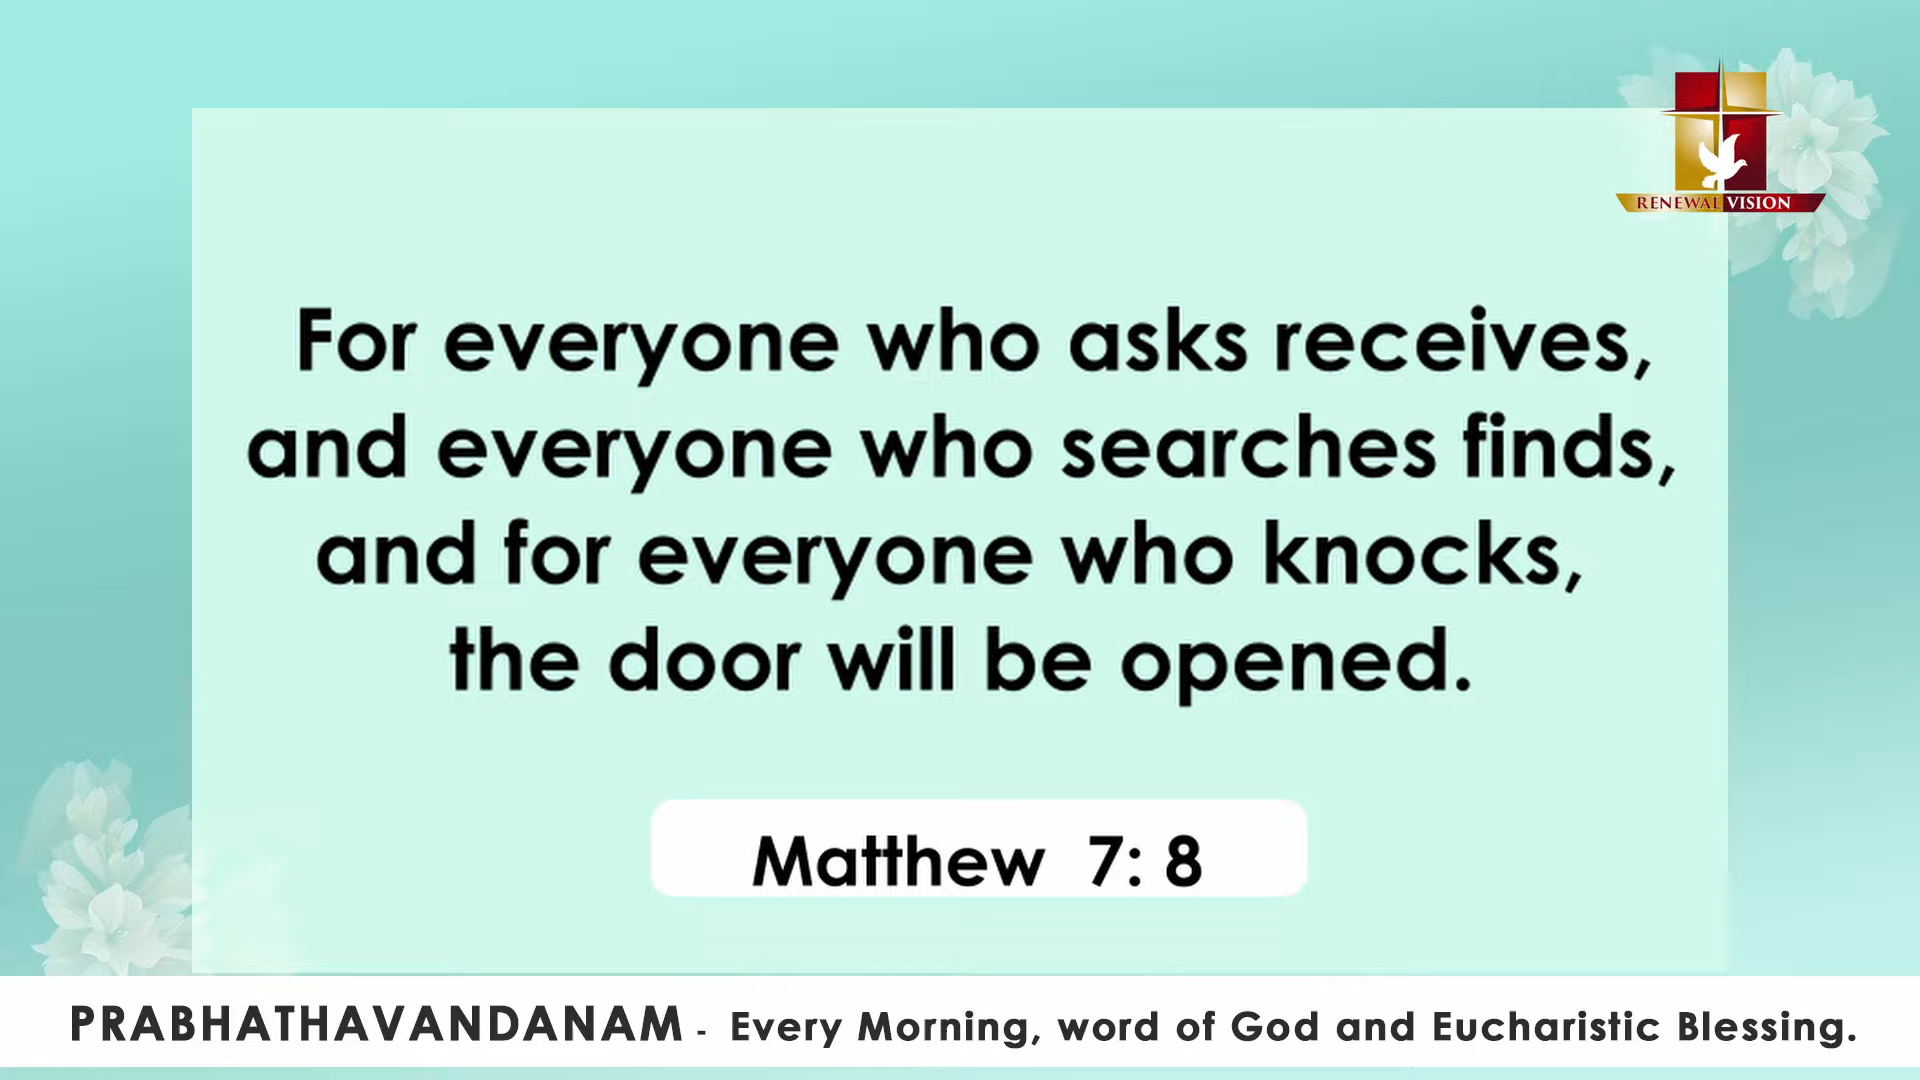 RENEWAL VISION
For everyone who asks receives,
and everyone who searches finds,
and for everyone who knocks,
the door will be opened.
Matthew 7: 8
PRABHATHAVANDANAM - Every Morning, word of God and Eucharistic Blessing.